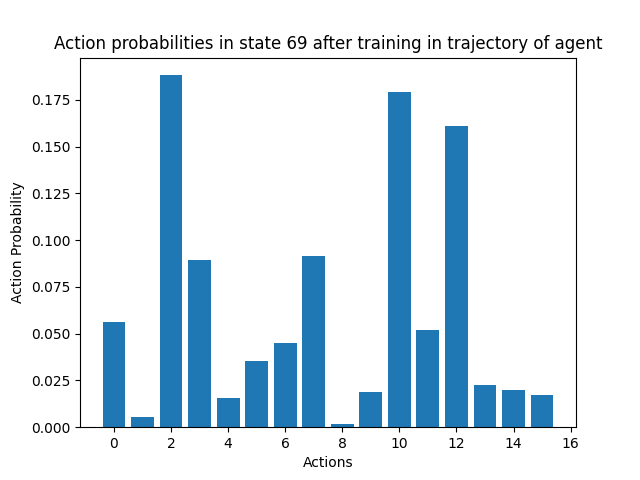 Action probabilities in state 69 after training in trajectory of agent
0.175
0.150
0.125
0.100
0.075
0.050
0.025
0.000
Action Probability
0 2 4 6 8 10 12 14 16
Actions